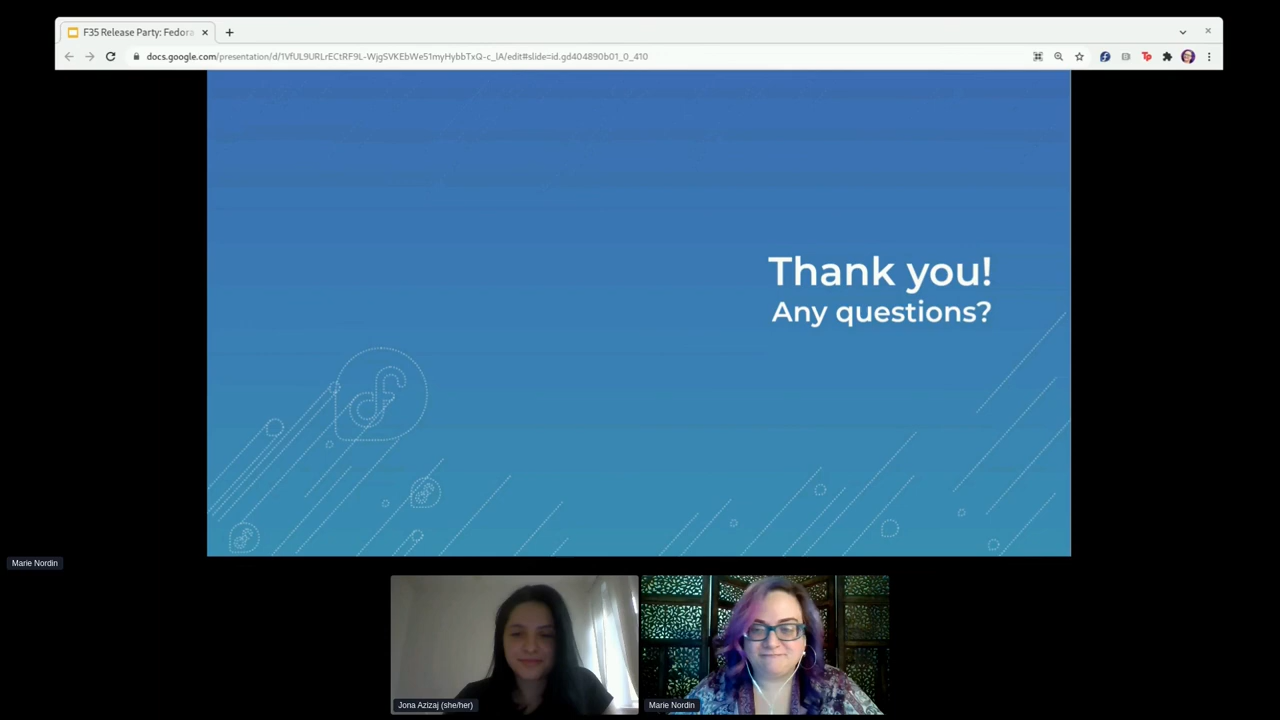 F35 Release Party: Fedora
docs.google.com/presentation/d/1VfUL9URLrECtRF9L-WjgSVKEbWe51myHybbTxQ-c_lA/edit#slide=id.gd404890b01_0_410
Thank you!
Any questions?
Marie Nordin
Jona Azizaj (she/her)
Marie Nordin